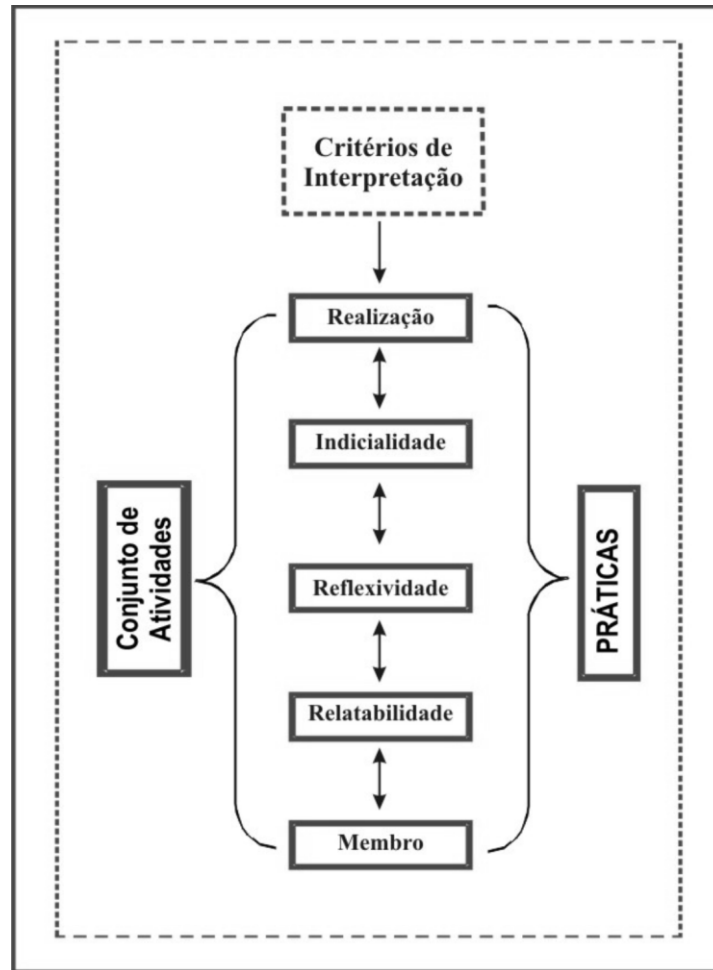 Critérios de
Interpretação
Realização
Indicialidade
Conjunto de
Atividades
Reflexividade
PRÁTICAS
Relatabilidade
Membro